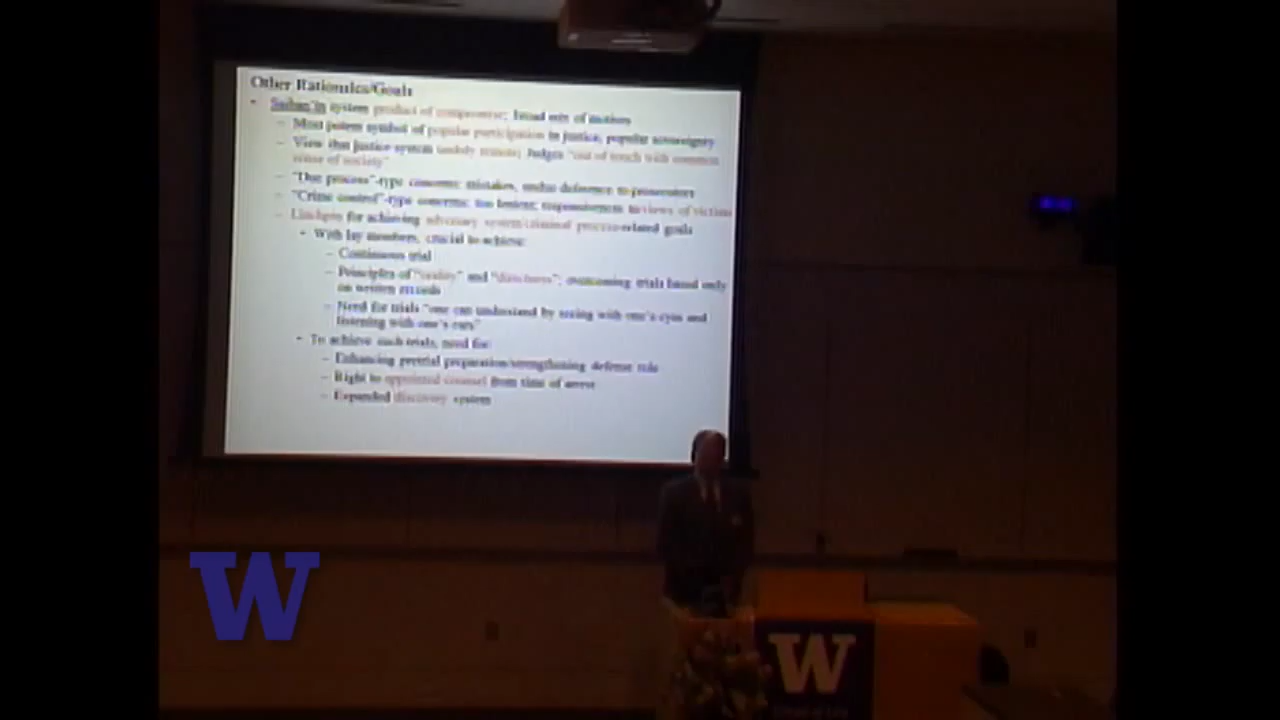 Other Rationales/Goals
• Saiban'in system product of compromise; broad mix of motives
– Most potent symbol of popular participation in justice, popular sovereignty
– View that justice system unduly remote; Judges "out of touch with common
sense of society"
– "Due process"-type concerns: mistakes, undue deference to prosecutors
– "Crime control"-type concerns: too lenient; responsiveness to views of victims
– Linchpin for achieving adversary system/criminal process-related goals
• With lay members, crucial to achieve:
– Continuous trial
– Principles of "orality" and "directness"; overcoming trials based only
on written records
– Need for trials "one can understand by seeing with one's eyes and
listening with one's ears"
• To achieve such trials, need for:
– Enhancing pretrial preparation/strengthening defense role
– Right to appointed counsel from time of arrest
– Expanded discovery system
W
W